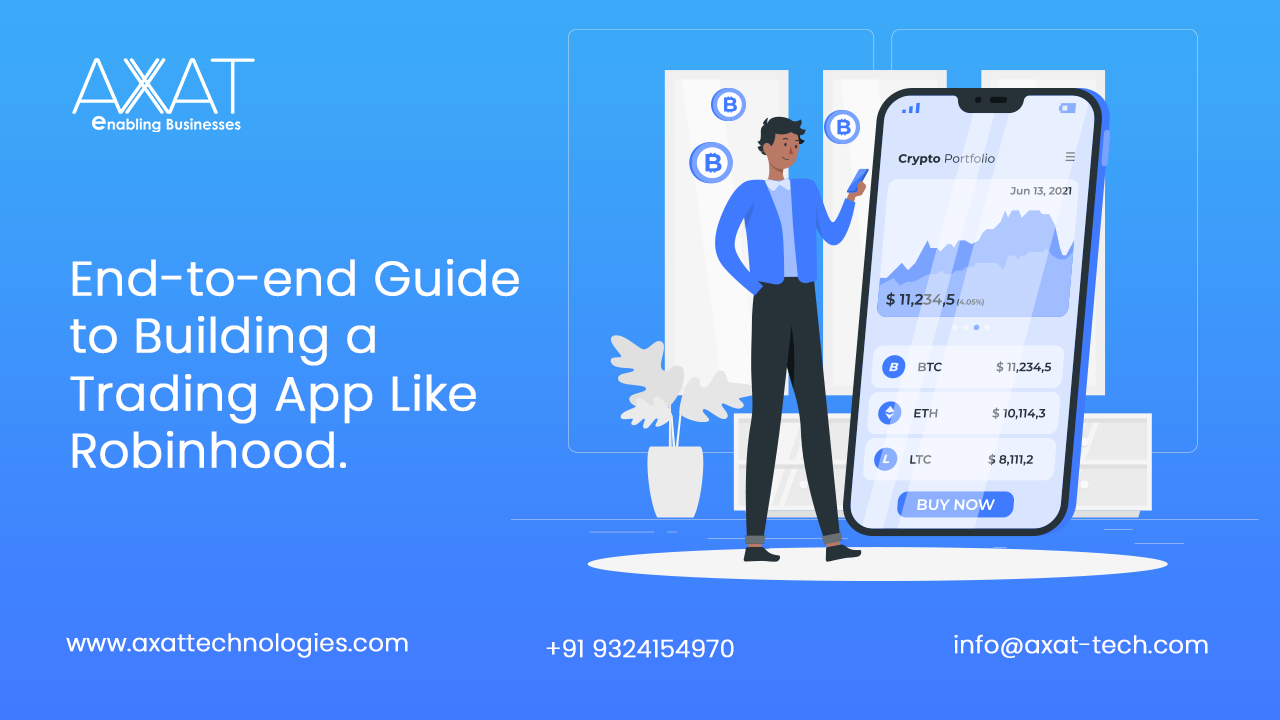 AXAT
enabling Businesses
End-to-end Guide
to Building a
Trading App Like
Robinhood.
Crypto Portfolio
Jun 13, 2021
$ 11,234,5 (4.05%)
BTC $ 11,234,5
ETH $ 10,114,3
LTC $ 8,111,2
BUY NOW
www.axattechnologies.com
+91 9324154970
info@axat-tech.com